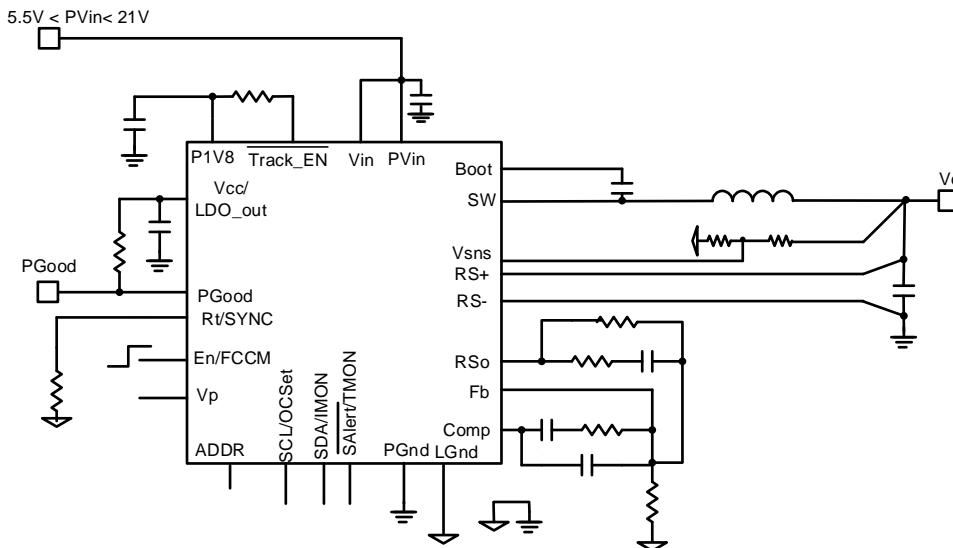 5.5V < PVin< 21V
P1V8
Track_EN
Vin
PVin
Boot
Vcc/
LDO_out
SW
Vsns
RS+
RS-
PGood
PGood
Rt/SYNC
En/FCCM
Vp
RSo
Fb
Comp
ADDR
SCL/OCSet
SDA/IMON
SAlert/TMON
PGnd
LGnd